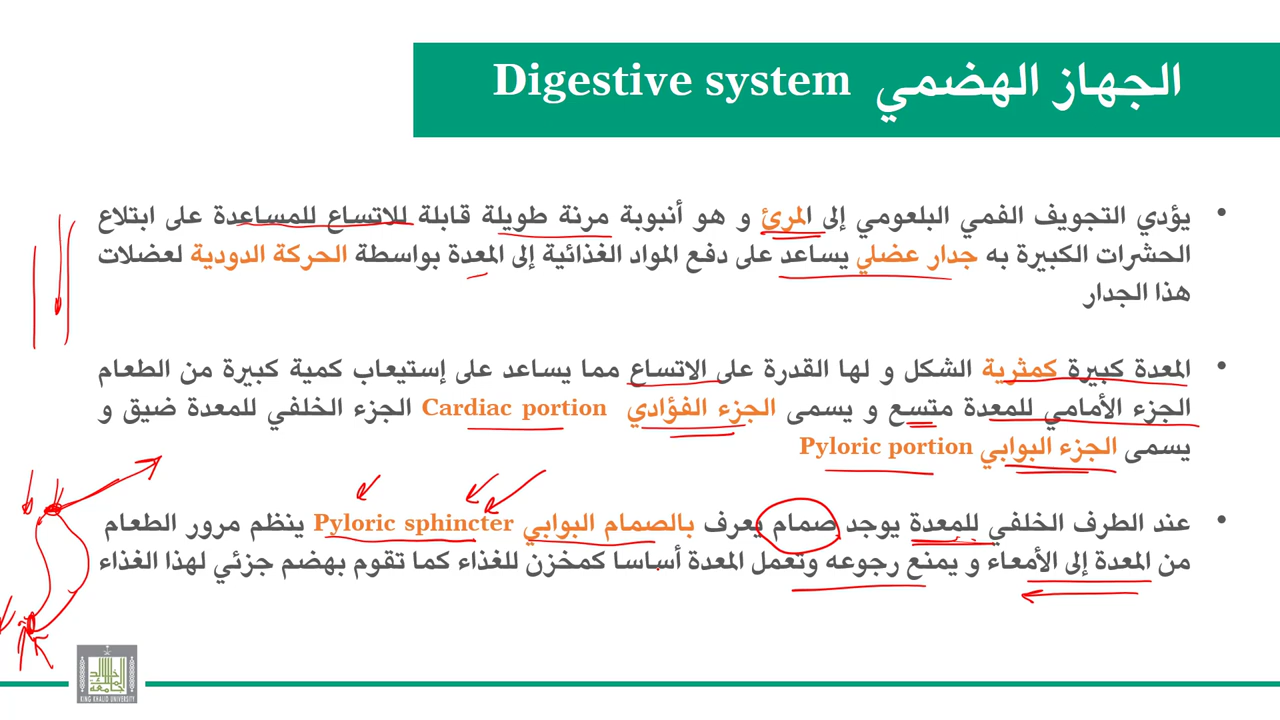 الجهاز الهضمي Digestive system
• يؤدي التجويف الفمي البلعومي إلى المرئ و هو أنبوبة مرنة طويلة قابلة للاتساع للمساعدة على ابتلاع
الحشرات الكبيرة به جدار عضلي يساعد على دفع المواد الغذائية إلى المعدة بواسطة الحركة الدودية لعضلات
هذا الجدار
• المعدة كبيرة كمثرية الشكل و لها القدرة على الاتساع مما يساعد على إستيعاب كمية كبيرة من الطعام
الجزء الأمامي للمعدة متسع و يسمى الجزء الفؤادي Cardiac portion الجزء الخلفي للمعدة ضيق و
يسمى الجزء البوابي Pyloric portion
• عند الطرف الخلفي للمعدة يوجد صمام يعرف بالصمام البوابي Pyloric sphincter ينظم مرور الطعام
من المعدة إلى الأمعاء و يمنع رجوعه وتعمل المعدة أساسا كمخزن للغذاء كما تقوم بهضم جزئي لهذا الغذاء
KING KHALID UNIVERSITY